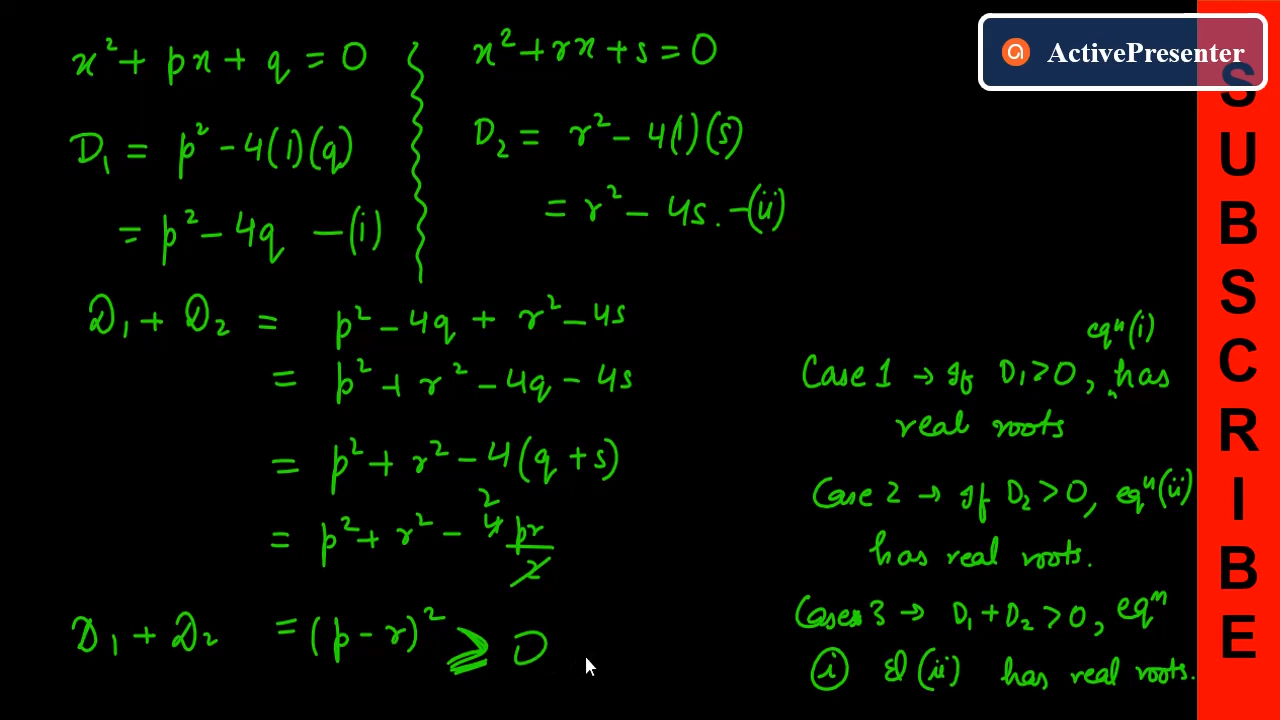 x² + px + q = 0
D₁ = p² - 4(1)(q)
= p² - 4q - (i)
x² + rx + s = 0
D₂ = r² - 4(1)(s)
= r² - 4s. - (ii)
D₁ + D₂ = p² - 4q + r² - 4s
= p² + r² - 4q - 4s
= p² + r² - 4(q + s)
= p² + r² - 4 2 pr/2
D₁ + D₂ = (p - r)² ≥ 0
eqⁿ(i)
Case 1 → If D₁ > 0, has
real roots
Case 2 → If D₂ > 0, eqⁿ(ii)
has real roots.
Cases 3 → D₁ + D₂ > 0, eqⁿ
(i) & (ii) has real roots.
ActivePresenter
SUBSCRIBE